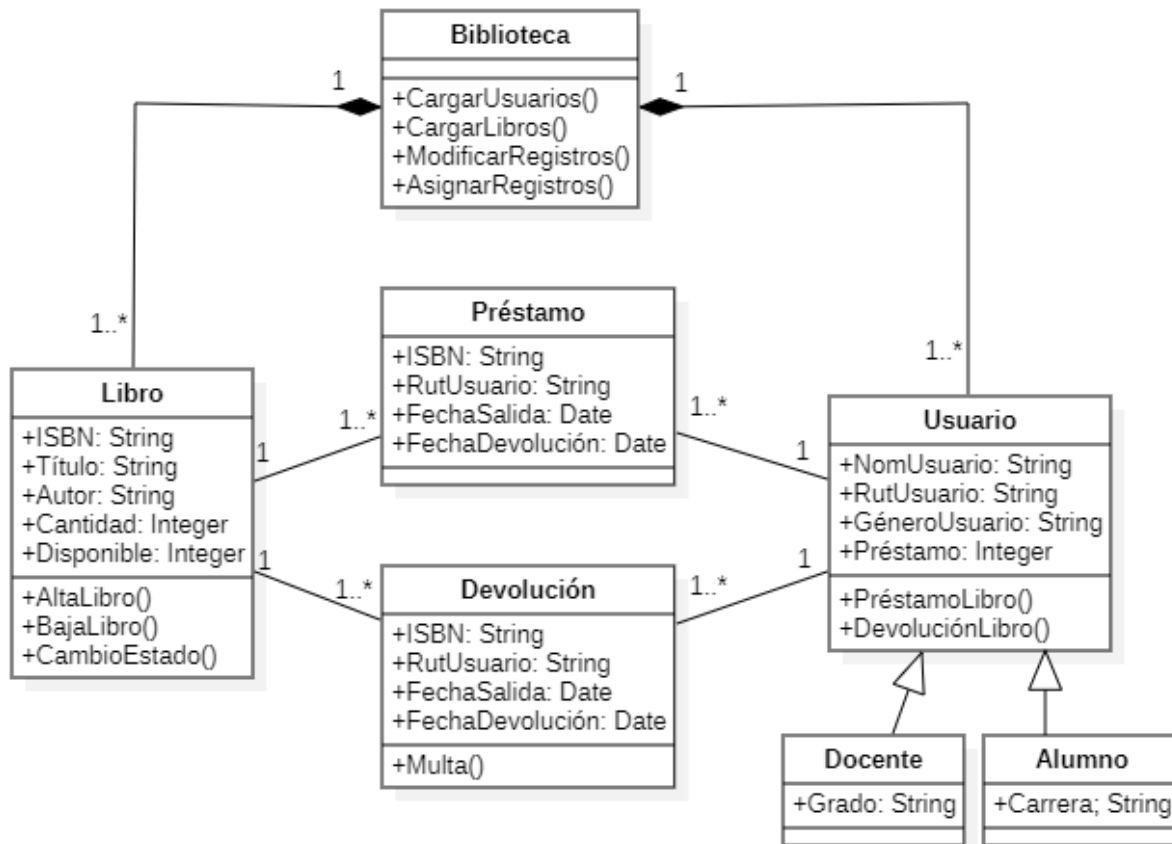 Biblioteca
+CargarUsuarios()
+CargarLibros()
+ModificarRegistros()
+AsignarRegistros()
1
1
1..*
1..*
Préstamo
+ISBN: String
+RutUsuario: String
+FechaSalida: Date
+FechaDevolución: Date
Libro
+ISBN: String
+Título: String
+Autor: String
+Cantidad: Integer
+Disponible: Integer
+AltaLibro()
+BajaLibro()
+CambioEstado()
1
1..*
1..*
1
Usuario
+NomUsuario: String
+RutUsuario: String
+GéneroUsuario: String
+Préstamo: Integer
+PréstamoLibro()
+DevoluciónLibro()
1
1..*
1..*
1
Devolución
+ISBN: String
+RutUsuario: String
+FechaSalida: Date
+FechaDevolución: Date
+Multa()
Docente
+Grado: String
Alumno
+Carrera; String